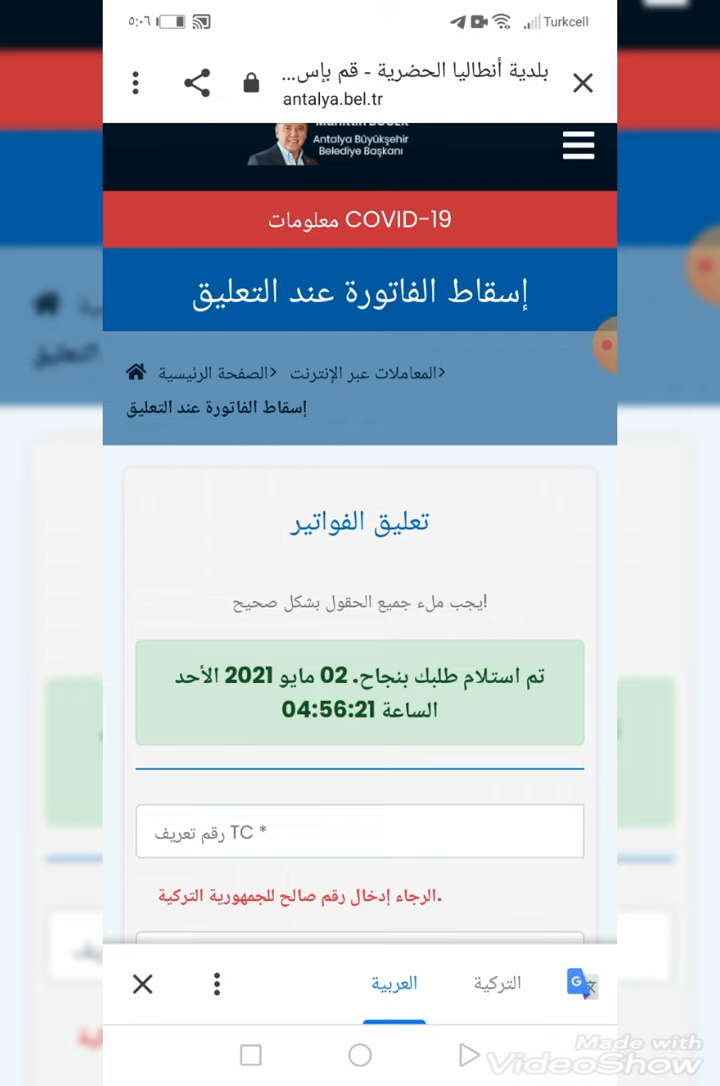 ٥:٠٦
Turkcell
بلدية أنطاليا الحضرية - قم بإس...
antalya.bel.tr
Antalya Büyükşehir
Belediye Başkanı
معلومات COVID-19
إسقاط الفاتورة عند التعليق
الصفحة الرئيسية> المعاملات عبر الإنترنت>
إسقاط الفاتورة عند التعليق
تعليق الفواتير
!يجب ملء جميع الحقول بشكل صحيح
تم استلام طلبك بنجاح. 02 مايو 2021 الأحد
الساعة 04:56:21
رقم تعريف TC *
.الرجاء إدخال رقم صالح للجمهورية التركية
العربية
التركية
Made with
VideoShow